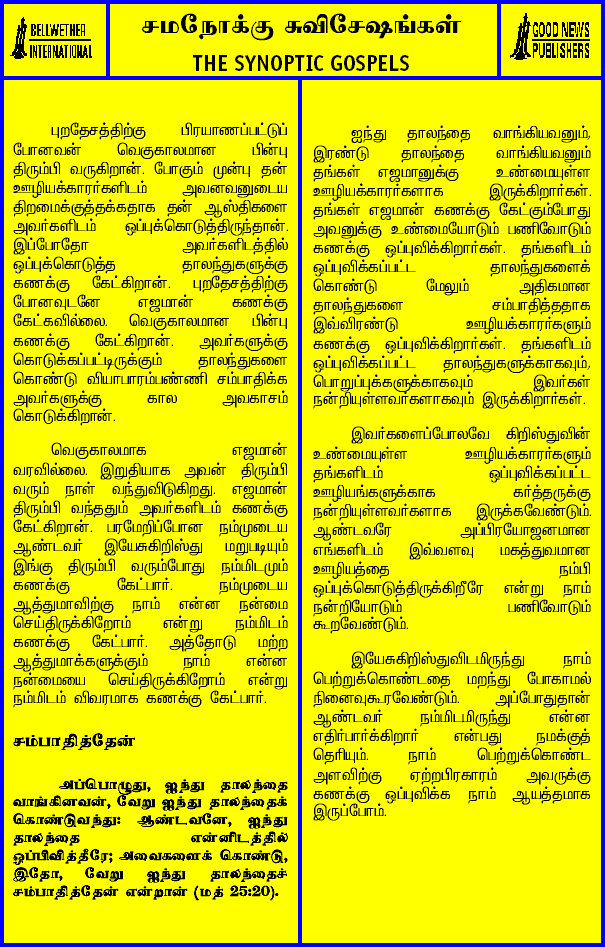 BELLWETHER
INTERNATIONAL
சமநோக்கு சுவிசேஷங்கள்
THE SYNOPTIC GOSPELS
GOOD NEWS
PUBLISHERS
புறதேசத்திற்கு பிரயாணப்பட்டுப்
போனவன் வெகுகாலமான பின்பு
திரும்பி வருகிறான். போகும் முன்பு தன்
ஊழியக்காரர்களிடம் அவனவனுடைய
திறமைக்குத்தக்கதாக தன் ஆஸ்திகளை
அவர்களிடம் ஒப்புக்கொடுத்திருந்தான்.
இப்போதோ அவர்களிடத்தில்
ஒப்புக்கொடுத்த தாலந்துகளுக்கு
கணக்கு கேட்கிறான். புறதேசத்திற்கு
போனவுடனே எஜமான் கணக்கு
கேட்கவில்லை. வெகுகாலமான பின்பு
கணக்கு கேட்கிறான். அவர்களுக்கு
கொடுக்கப்பட்டிருக்கும் தாலந்துகளை
கொண்டு வியாபாரம்பண்ணி சம்பாதிக்க
அவர்களுக்கு கால அவகாசம்
கொடுக்கிறான்.
வெகுகாலமாக எஜமான்
வரவில்லை. இறுதியாக அவன் திரும்பி
வரும் நாள் வந்துவிடுகிறது. எஜமான்
திரும்பி வந்ததும் அவர்களிடம் கணக்கு
கேட்கிறான். பரமேறிப்போன நம்முடைய
ஆண்டவர் இயேசுகிறிஸ்து மறுபடியும்
இங்கு திரும்பி வரும்போது நம்மிடமும்
கணக்கு கேட்பார். நம்முடைய
ஆத்துமாவிற்கு நாம் என்ன நன்மை
செய்திருக்கிறோம் என்று நம்மிடம்
கணக்கு கேட்பார். அத்தோடு மற்ற
ஆத்துமாக்களுக்கும் நாம் என்ன
நன்மையை செய்திருக்கிறோம் என்று
நம்மிடம் விவரமாக கணக்கு கேட்பார்.
சம்பாதித்தேன்
அப்பொழுது, ஐந்து தாலந்தை
வாங்கினவன், வேறு ஐந்து தாலந்தைக்
கொண்டுவந்து: ஆண்டவனே, ஐந்து
தாலந்தை என்னிடத்தில்
ஒப்பிவித்தீரே; அவைகளைக் கொண்டு,
இதோ, வேறு ஐந்து தாலந்தைச்
சம்பாதித்தேன் என்றான் (மத் 25:20).
ஐந்து தாலந்தை வாங்கியவனும்,
இரண்டு தாலந்தை வாங்கியவனும்
தங்கள் எஜமானுக்கு உண்மையுள்ள
ஊழியக்காரர்களாக இருக்கிறார்கள்.
தங்கள் எஜமான் கணக்கு கேட்கும்போது
அவனுக்கு உண்மையோடும் பணிவோடும்
கணக்கு ஒப்புவிக்கிறார்கள். தங்களிடம்
ஒப்புவிக்கப்பட்ட தாலந்துகளைக்
கொண்டு மேலும் அதிகமான
தாலந்துகளை சம்பாதித்ததாக
இவ்விரண்டு ஊழியக்காரர்களும்
கணக்கு ஒப்புவிக்கிறார்கள். தங்களிடம்
ஒப்புவிக்கப்பட்ட தாலந்துகளுக்காகவும்,
பொறுப்புக்களுக்காகவும் இவர்கள்
நன்றியுள்ளவர்களாகவும் இருக்கிறார்கள்.
இவர்களைப்போலவே கிறிஸ்துவின்
உண்மையுள்ள ஊழியக்காரர்களும்
தங்களிடம் ஒப்புவிக்கப்பட்ட
ஊழியங்களுக்காக கர்த்தருக்கு
நன்றியுள்ளவர்களாக இருக்கவேண்டும்.
ஆண்டவரே அப்பிரயோஜனமான
எங்களிடம் இவ்வளவு மகத்துவமான
ஊழியத்தை நம்பி
ஒப்புக்கொடுத்திருக்கிறீரே என்று நாம்
நன்றியோடும் பணிவோடும்
கூறவேண்டும்.
இயேசுகிறிஸ்துவிடமிருந்து நாம்
பெற்றுக்கொண்டதை மறந்து போகாமல்
நினைவுகூரவேண்டும். அப்போதுதான்
ஆண்டவர் நம்மிடமிருந்து என்ன
எதிர்பார்க்கிறார் என்பது நமக்குத்
தெரியும். நாம் பெற்றுக்கொண்ட
அளவிற்கு ஏற்றபிரகாரம் அவருக்கு
கணக்கு ஒப்புவிக்க நாம் ஆயத்தமாக
இருப்போம்.